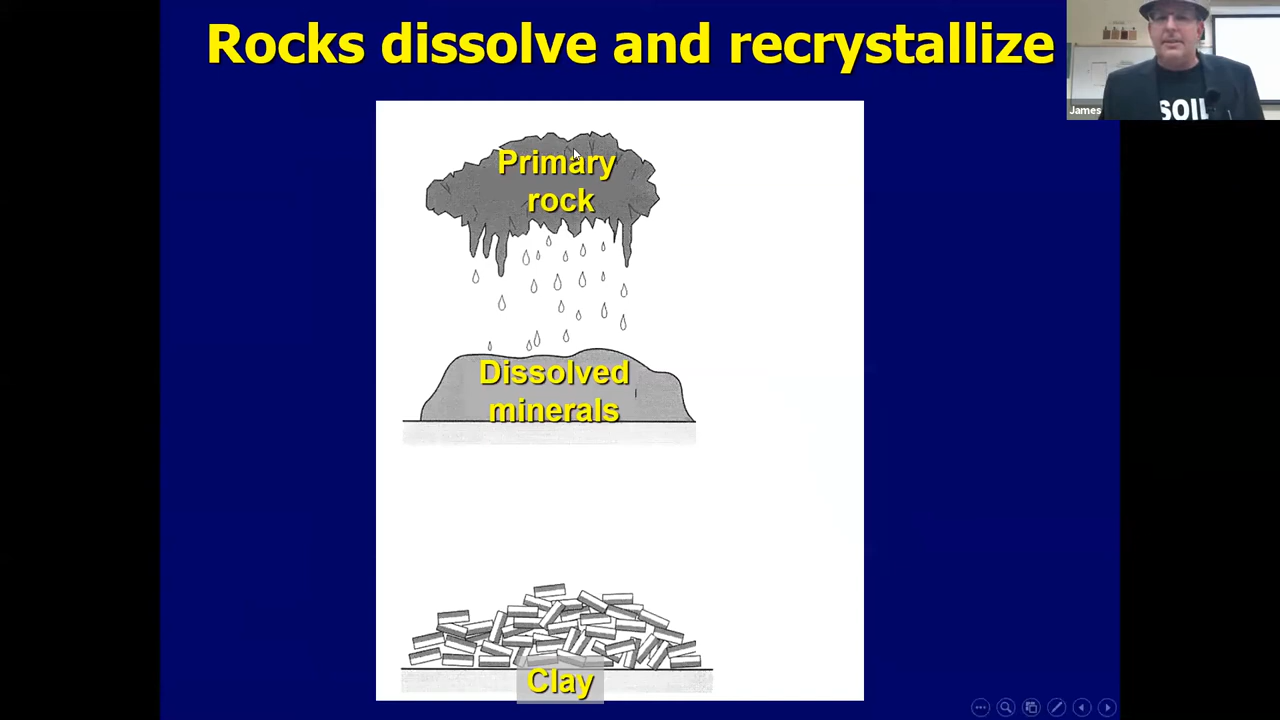 Rocks dissolve and recrystallize
James
SOIL
Primary
rock
Dissolved
minerals
Clay